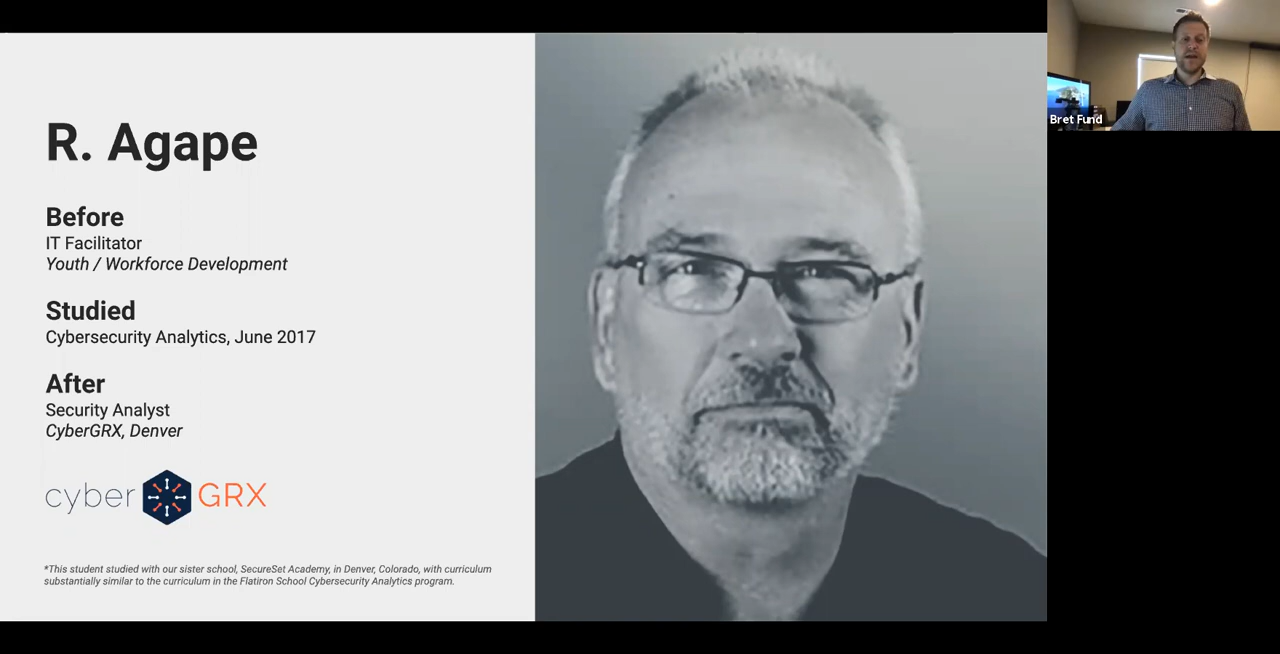 R. Agape
Before
IT Facilitator
Youth / Workforce Development
Studied
Cybersecurity Analytics, June 2017
After
Security Analyst
CyberGRX, Denver
cyber GRX
*This student studied with our sister school, SecureSet Academy, in Denver, Colorado, with curriculum
substantially similar to the curriculum in the Flatiron School Cybersecurity Analytics program.
Bret Fund